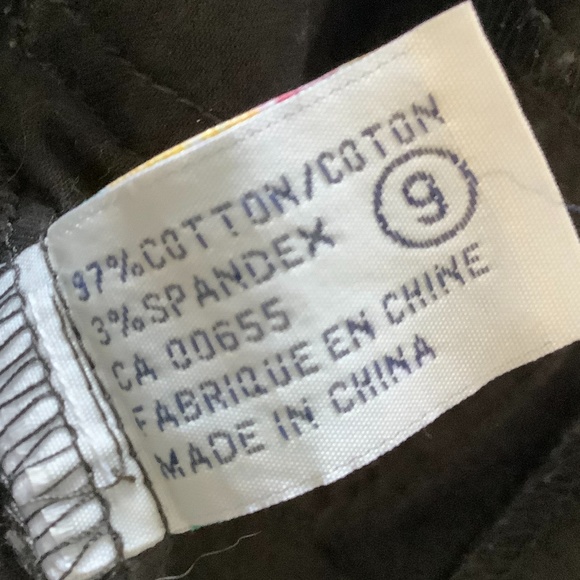 97%COTTON/COTON
3%SPANDEX
9
CA 00655
FABRIQUE EN CHINE
MADE IN CHINA